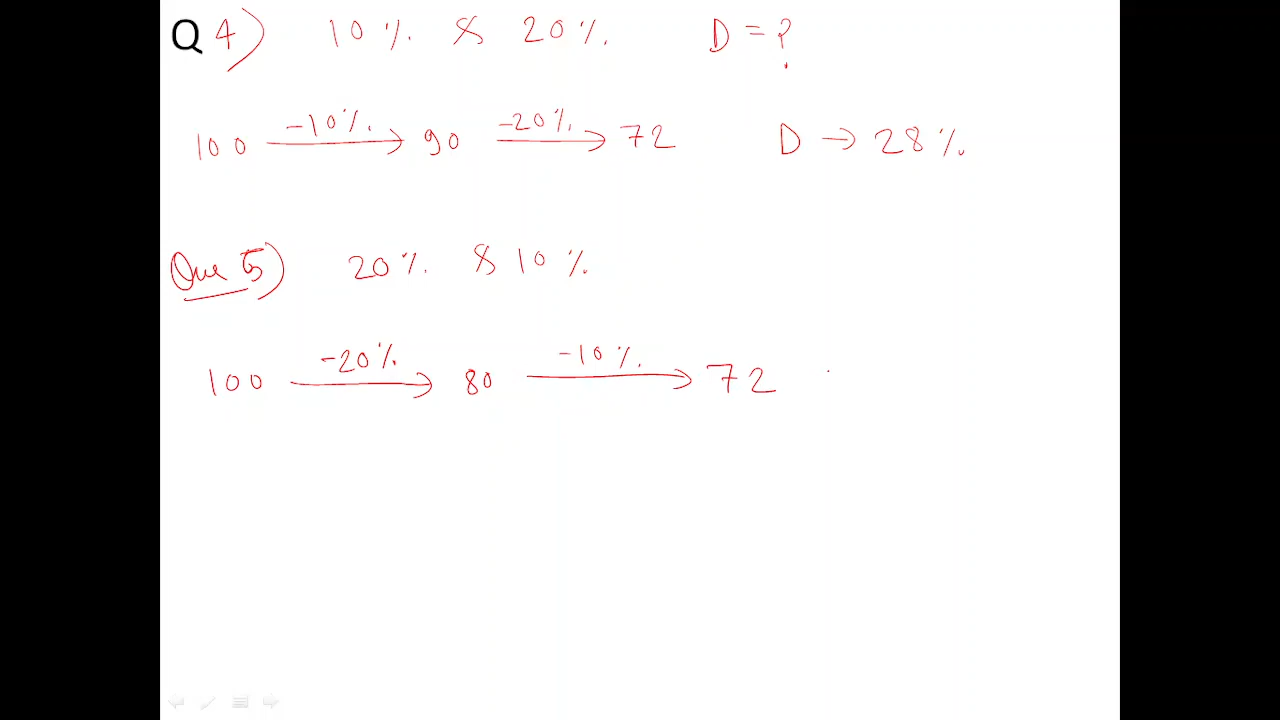 Q 4) 10 %. & 20 %. D = ?
100 -10 %. → 90 -20 %. → 72 D → 28 %.
Que 5) 20 %. & 10 %.
100 -20 %. → 80 -10 %. → 72